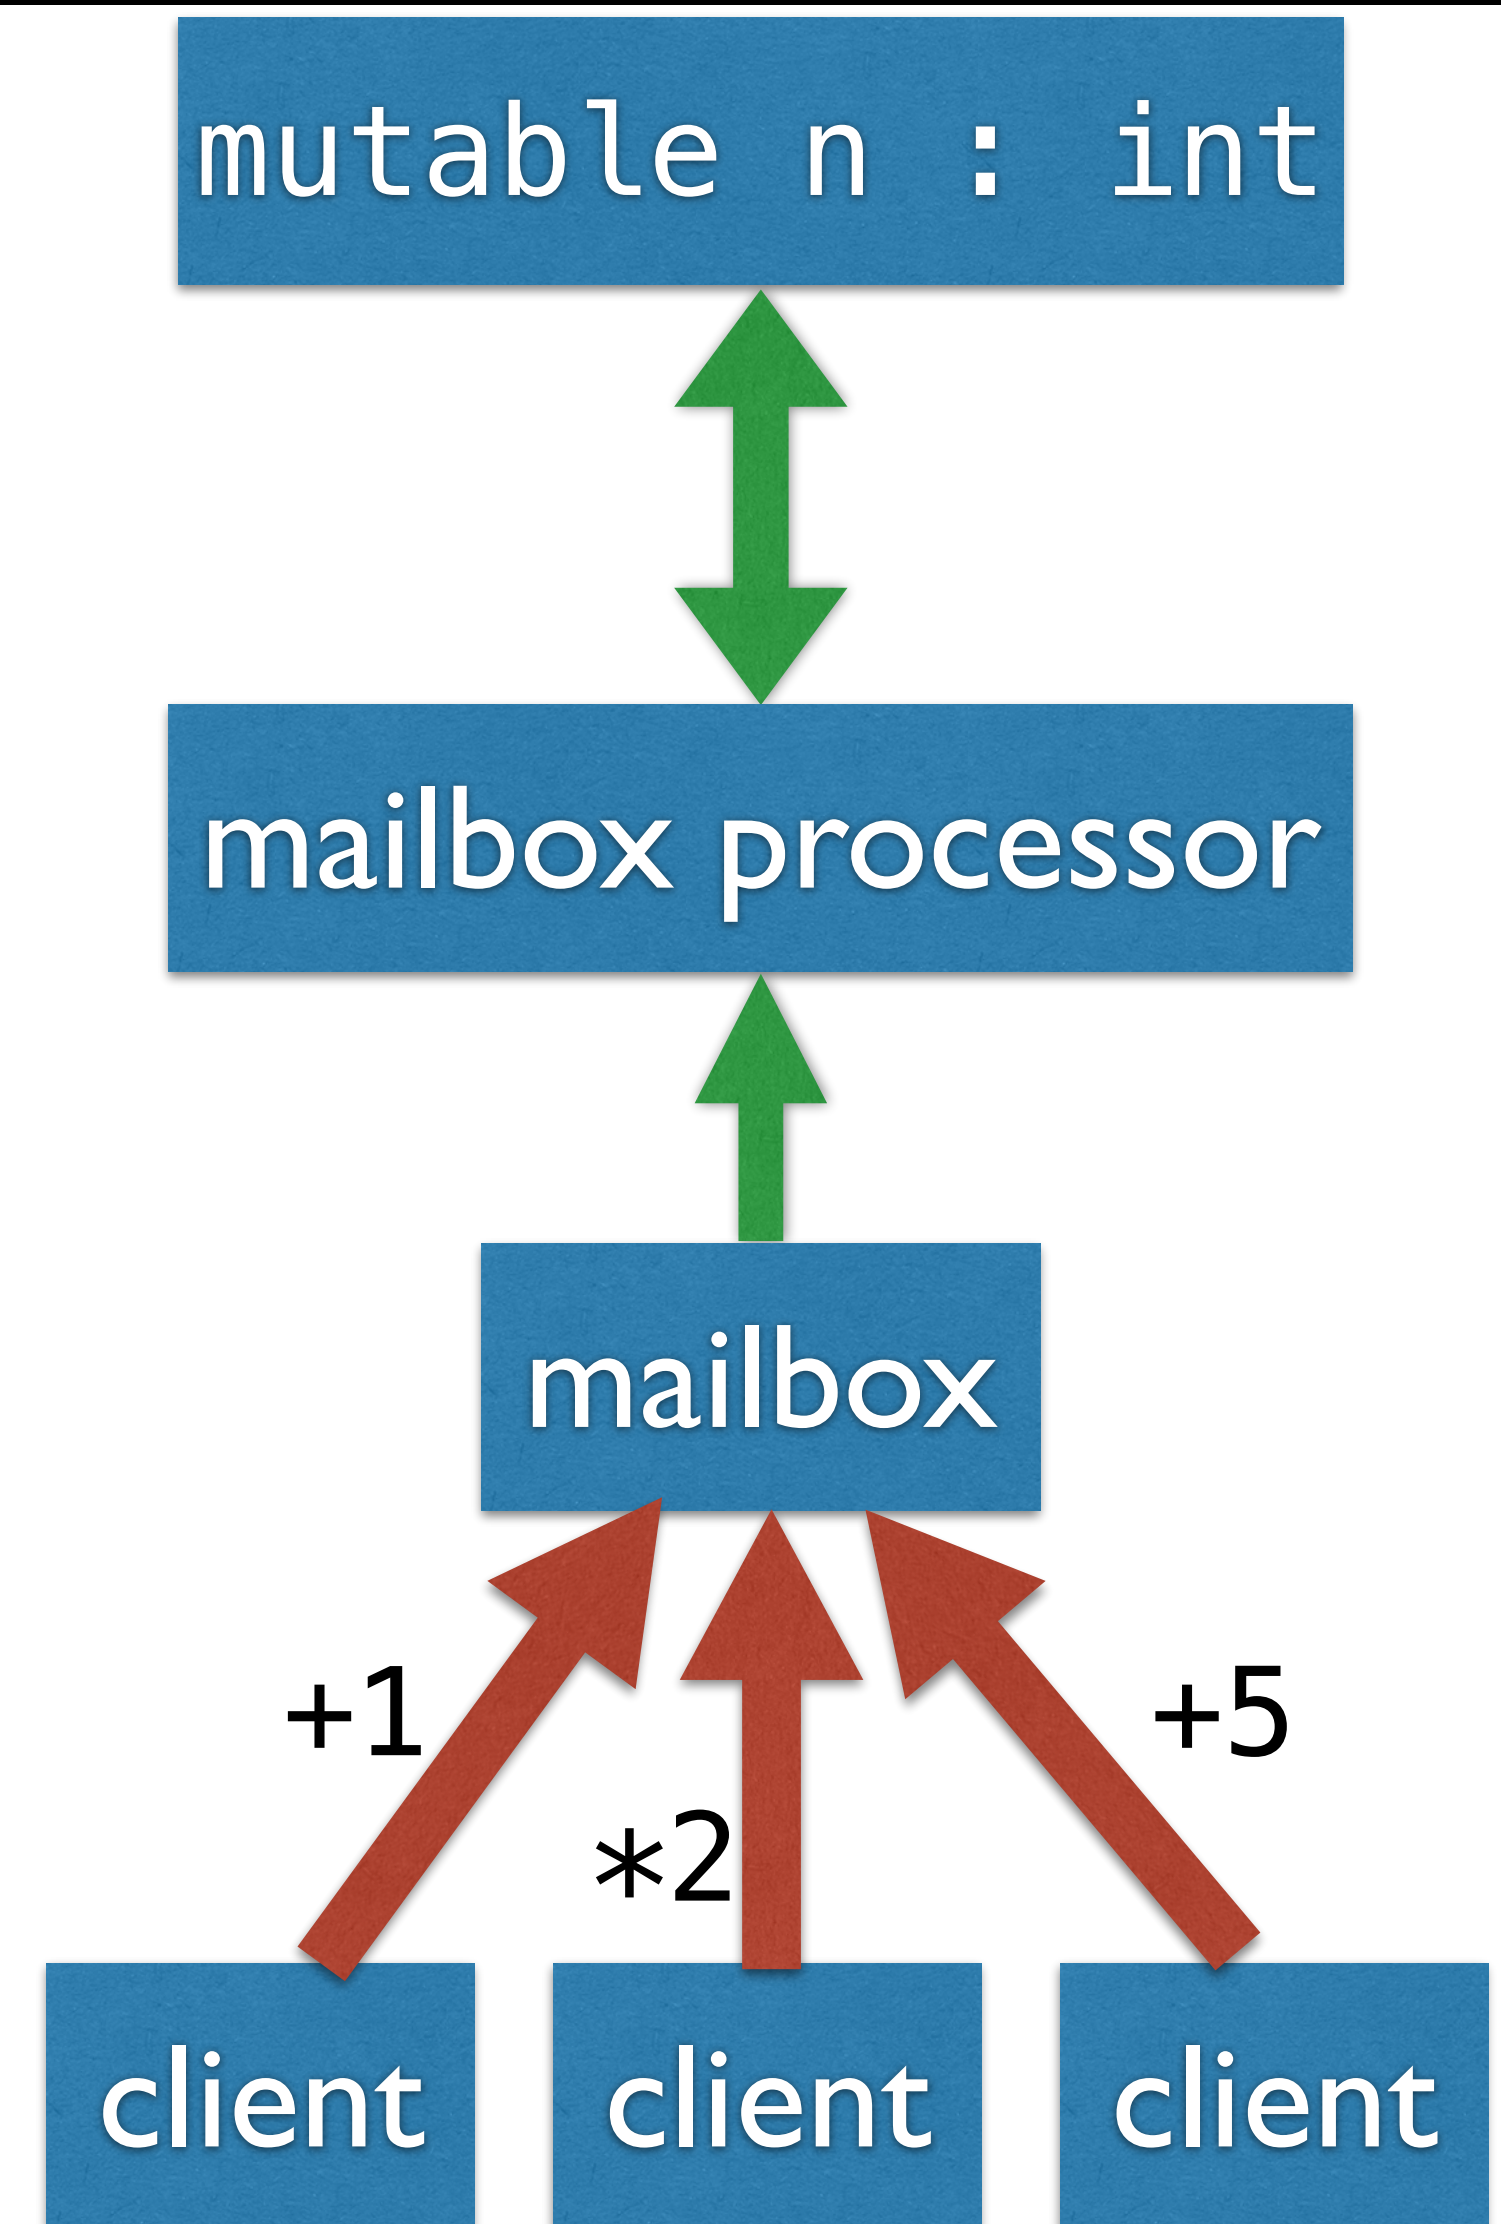 mutable n : int
mailbox processor
mailbox
+1
+5
*2
client
client
client